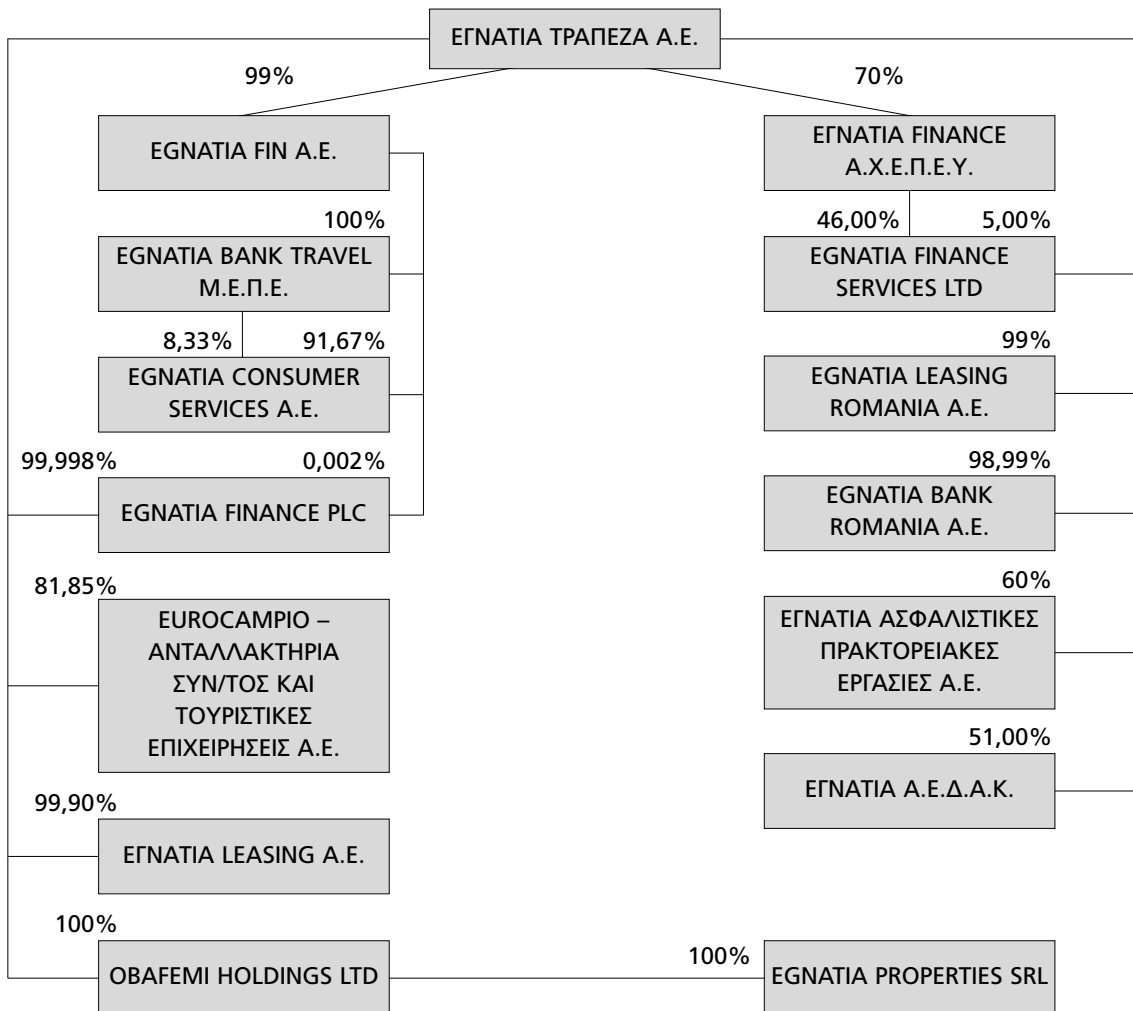 ΕΓΝΑΤΙΑ ΤΡΑΠΕΖΑ Α.Ε.
99%
70%
EGNATIA FIN A.E.
ΕΓΝΑΤΙΑ FINANCE
Α.Χ.Ε.Π.Ε.Υ.
100%
46,00%
5,00%
EGNATIA BANK TRAVEL
Μ.Ε.Π.Ε.
EGNATIA FINANCE
SERVICES LTD
8,33%
91,67%
99%
EGNATIA CONSUMER
SERVICES A.E.
EGNATIA LEASING
ROMANIA A.E.
99,998%
0,002%
98,99%
EGNATIA FINANCE PLC
EGNATIA BANK
ROMANIA A.E.
81,85%
60%
EUROCAMPIO –
ΑΝΤΑΛΛΑΚΤΗΡΙΑ
ΣΥΝ/ΤΟΣ ΚΑΙ
ΤΟΥΡΙΣΤΙΚΕΣ
ΕΠΙΧΕΙΡΗΣΕΙΣ Α.Ε.
ΕΓΝΑΤΙΑ ΑΣΦΑΛΙΣΤΙΚΕΣ
ΠΡΑΚΤΟΡΕΙΑΚΕΣ
ΕΡΓΑΣΙΕΣ Α.Ε.
51,00%
ΕΓΝΑΤΙΑ Α.Ε.Δ.Α.Κ.
99,90%
ΕΓΝΑΤΙΑ LEASING A.E.
100%
OBAFEMI HOLDINGS LTD
100%
EGNATIA PROPERTIES SRL